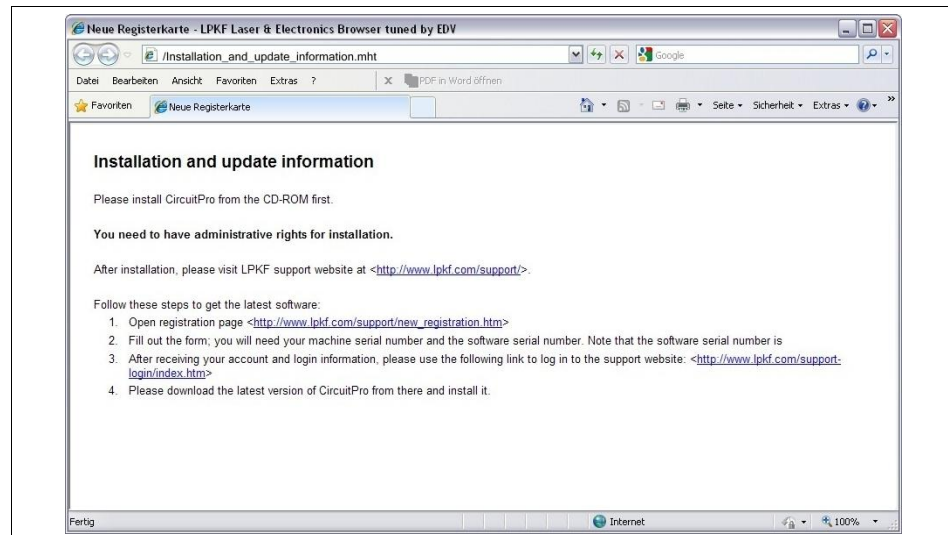 Neue Registerkarte - LPKF Laser & Electronics Browser tuned by EDV
/Installation_and_update_information.mht
Google
Datei Bearbeiten Ansicht Favoriten Extras ?
x PDF in Word öffnen
Favoriten Neue Registerkarte
Seite Sicherheit Extras »
Installation and update information
Please install CircuitPro from the CD-ROM first.
You need to have administrative rights for installation.
After installation, please visit LPKF support website at <http://www.lpkf.com/support/>.
Follow these steps to get the latest software:
1. Open registration page <http://www.lpkf.com/support/new_registration.htm>
2. Fill out the form; you will need your machine serial number and the software serial number. Note that the software serial number is
3. After receiving your account and login information, please use the following link to log in to the support website: <http://www.lpkf.com/support-
login/index.htm>
4. Please download the latest version of CircuitPro from there and install it.
Fertig Internet 100%